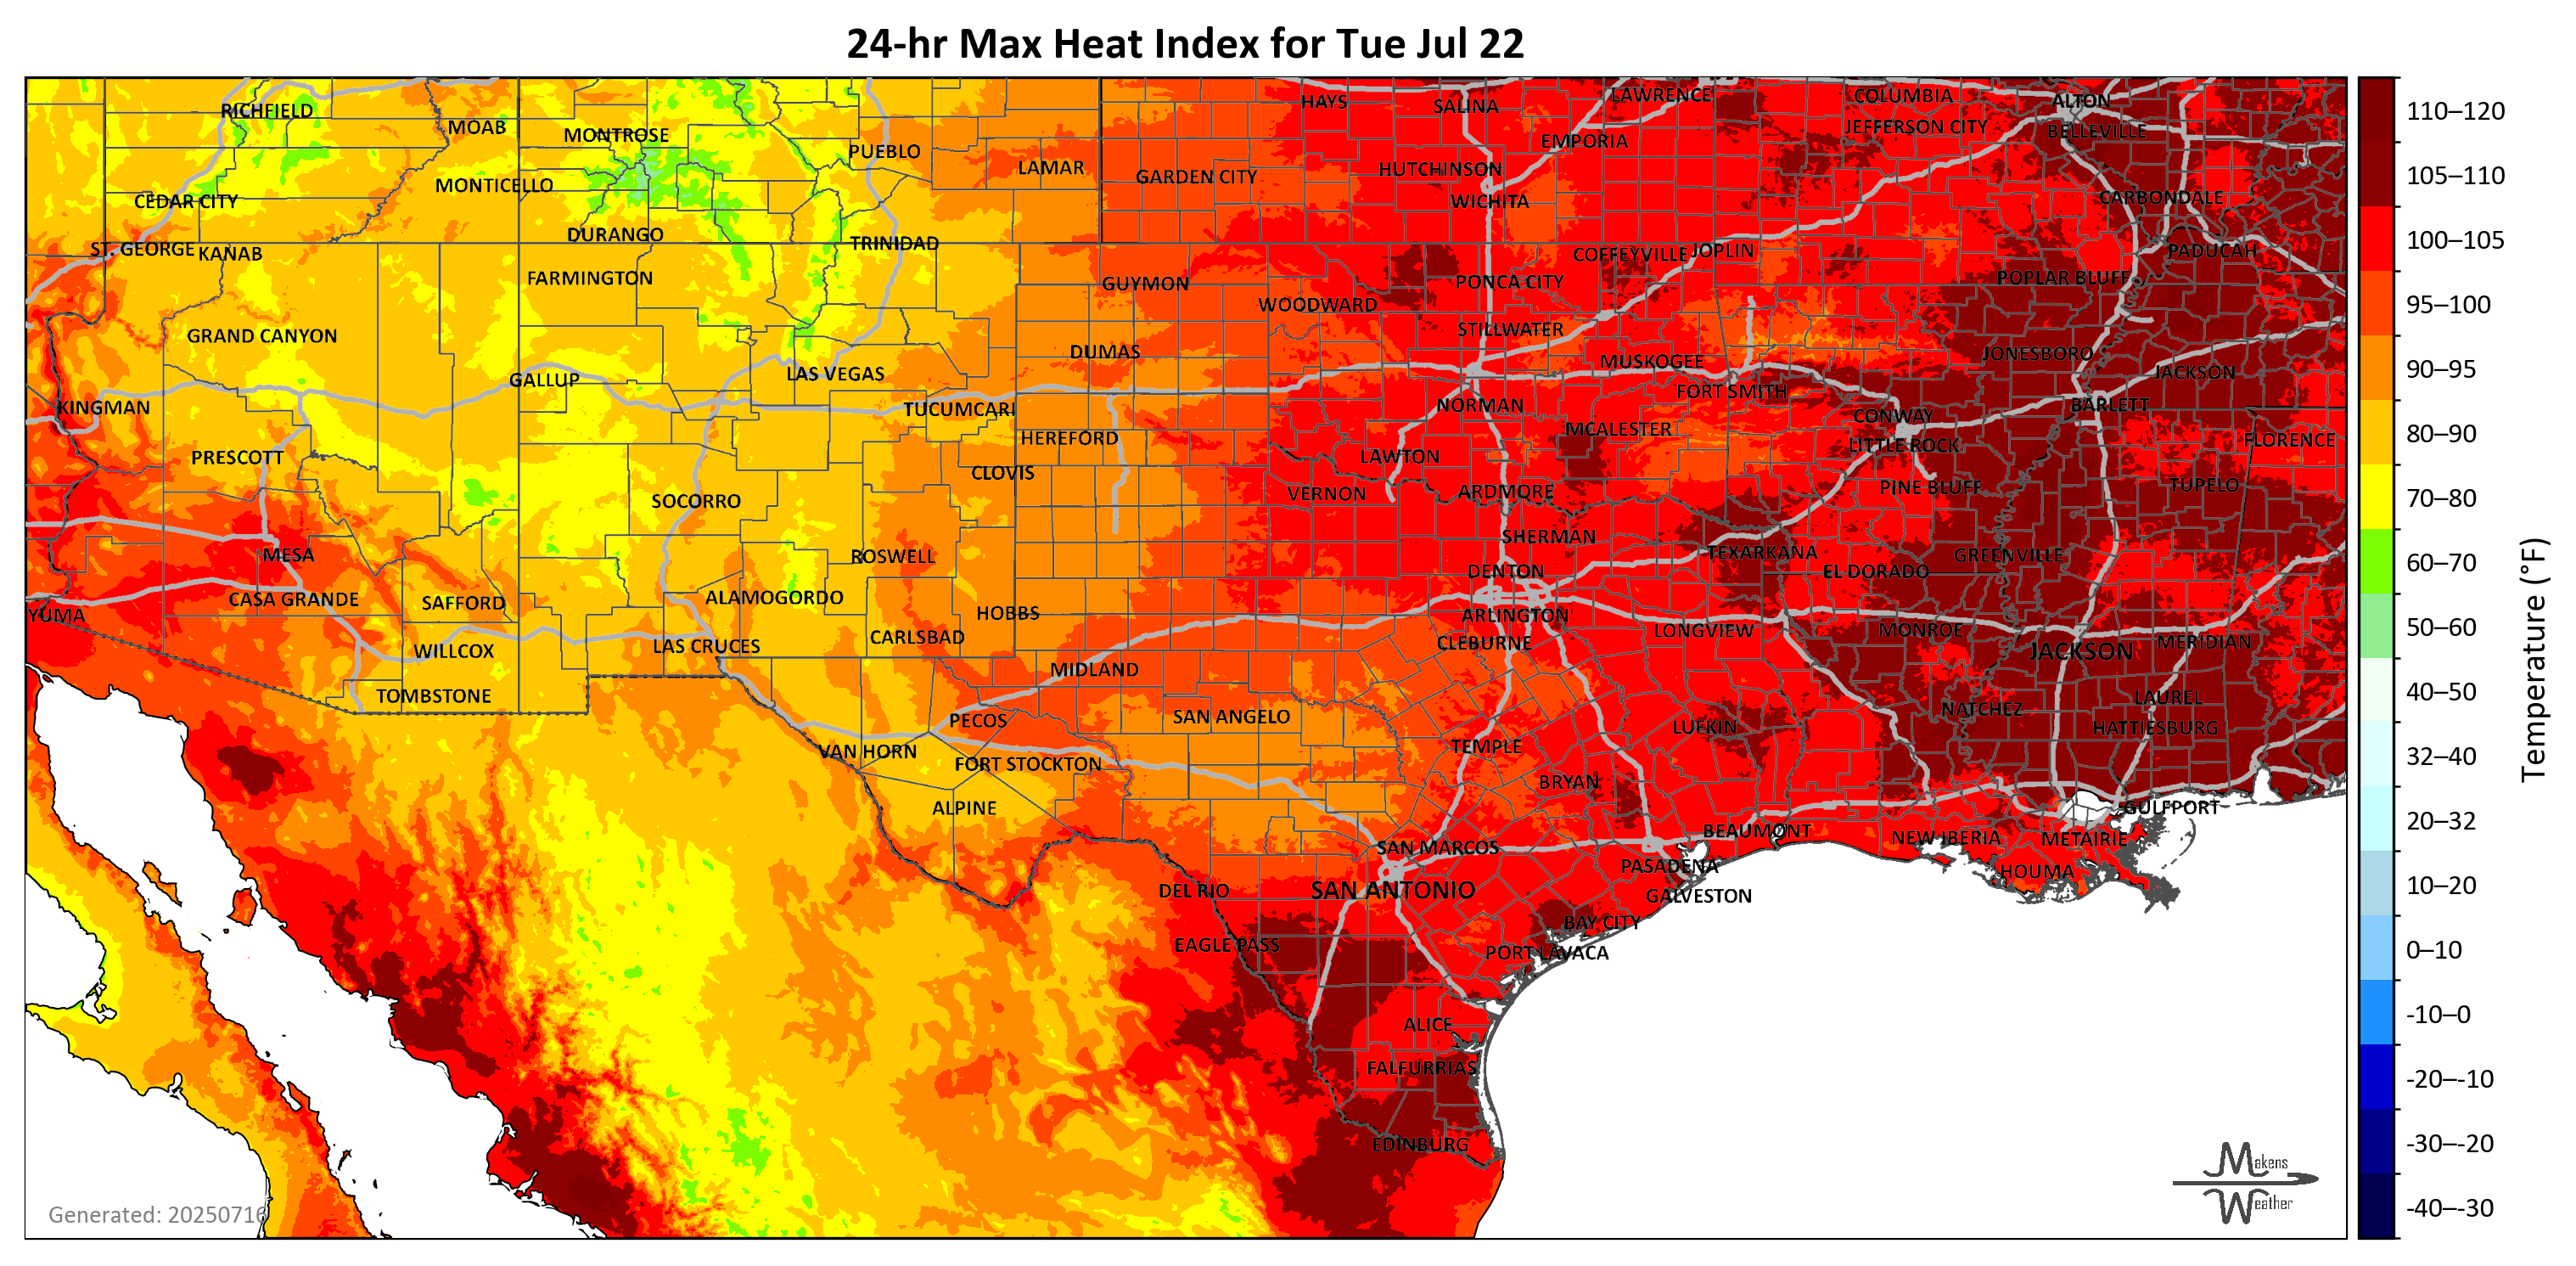 24-hr Max Heat Index for Tue Jul 22
RICHFIELD
MOAB
MONTROSE
PUEBLO
LAMAR
GARDEN CITY
HAYS
SALINA
LAWRENCE
EMPORIA
HUTCHINSON
WICHITA
COLUMBIA
JEFFERSON CITY
ALTON
BELLEVILLE
CARBONDALE
MONTICELLO
CEDAR CITY
DURANGO
TRINIDAD
ST. GEORGE
KANAB
FARMINGTON
GUYMON
WOODWARD
PONCA CITY
COFFEYVILLE
JOPLIN
POPLAR BLUFF
PADUCAH
GRAND CANYON
GALLUP
LAS VEGAS
DUMAS
STILLWATER
MUSKOGEE
FORT SMITH
JONESBORO
JACKSON
KINGMAN
TUCUMCARI
NORMAN
CONWAY
BARLETT
PRESCOTT
HEREFORD
CLOVIS
LAWTON
MCALESTER
LITTLE ROCK
FLORENCE
SOCORRO
VERNON
ARDMORE
PINE BLUFF
TUPELO
MESA
ROSWELL
SHERMAN
TEXARKANA
GREENVILLE
DENTON
EL DORADO
YUMA
CASA GRANDE
SAFFORD
ALAMOGORDO
HOBBS
ARLINGTON
WILLCOX
LAS CRUCES
CARLSBAD
CLEBURNE
LONGVIEW
MONROE
JACKSON
MERIDIAN
MIDLAND
TOMBSTONE
PECOS
SAN ANGELO
LUFKIN
NATCHEZ
LAUREL
HATTIESBURG
VAN HORN
FORT STOCKTON
TEMPLE
BRYAN
ALPINE
GULFPORT
SAN MARCOS
BEAUMONT
NEW IBERIA
METAIRIE
DEL RIO
SAN ANTONIO
PASADENA
GALVESTON
HOUMA
EAGLE PASS
BAY CITY
PORT LAVACA
ALICE
FALFURRIAS
EDINBURG
Generated: 20250716
Makens
Weather
110–120
105–110
100–105
95–100
90–95
80–90
70–80
60–70
50–60
40–50
32–40
20–32
10–20
0–10
-10–0
-20–-10
-30–-20
-40–-30
Temperature (°F)